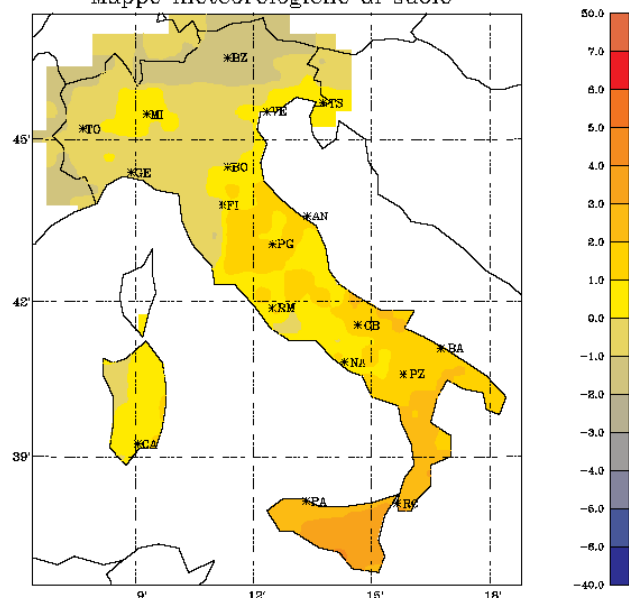 Mappe meteorologiche di suolo
50.0
7.0
BZ
6.0
TS
MI
VE
5.0
TO
45'
BO
4.0
GE
3.0
FI
AN
2.0
PG
1.0
42'
RM
-0.0
CB
BA
-1.0
NA
PZ
-2.0
CA
-3.0
39'
-4.0
PA
RC
-5.0
-6.0
-40.0
9'
12'
15'
18'